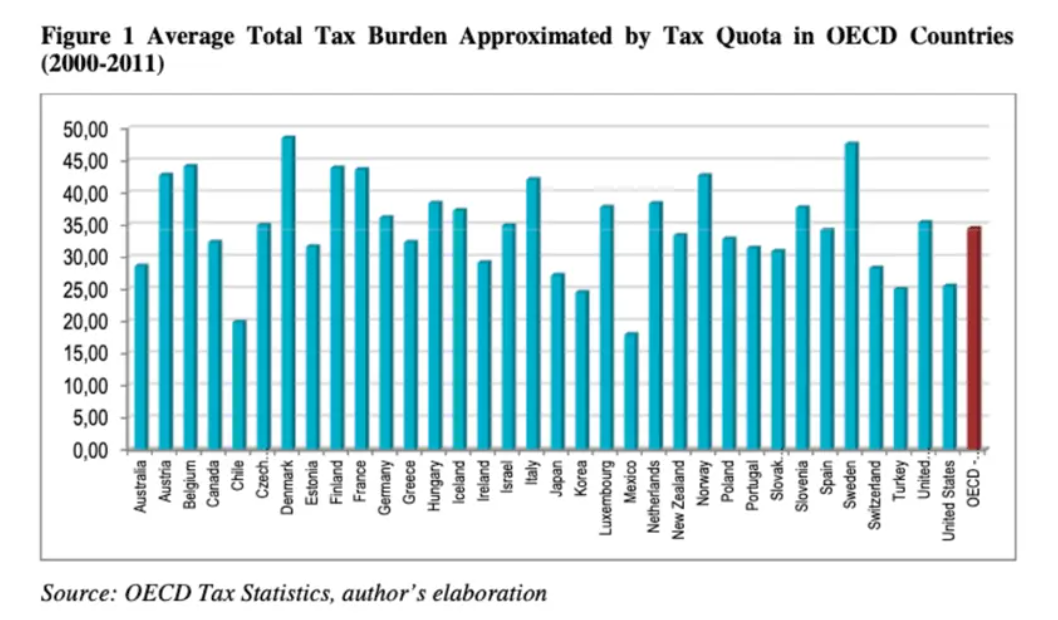 Figure 1 Average Total Tax Burden Approximated by Tax Quota in OECD Countries
(2000-2011)
50,00
45,00
40,00
35,00
30,00
25,00
20,00
15,00
10,00
5,00
0,00
Australia
Austria
Belgium
Canada
Chile
Czech...
Denmark
Estonia
Finland
France
Germany
Greece
Hungary
Iceland
Ireland
Israel
Italy
Japan
Korea
Luxembourg
Mexico
Netherlands
New Zealand
Norway
Poland
Portugal
Slovak...
Slovenia
Spain
Sweden
Switzerland
Turkey
United...
United States
OECD -...
Source: OECD Tax Statistics, author's elaboration